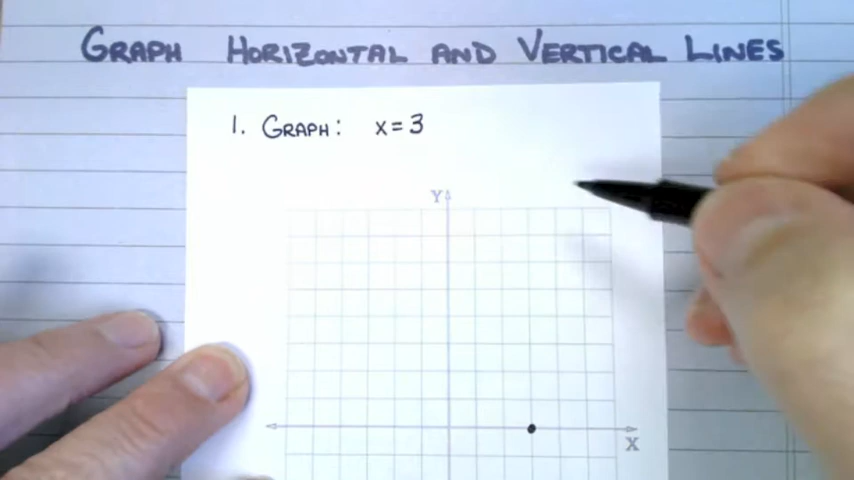 GRAPH HORIZONTAL AND VERTICAL LINES
1. GRAPH: x=3
Y
X